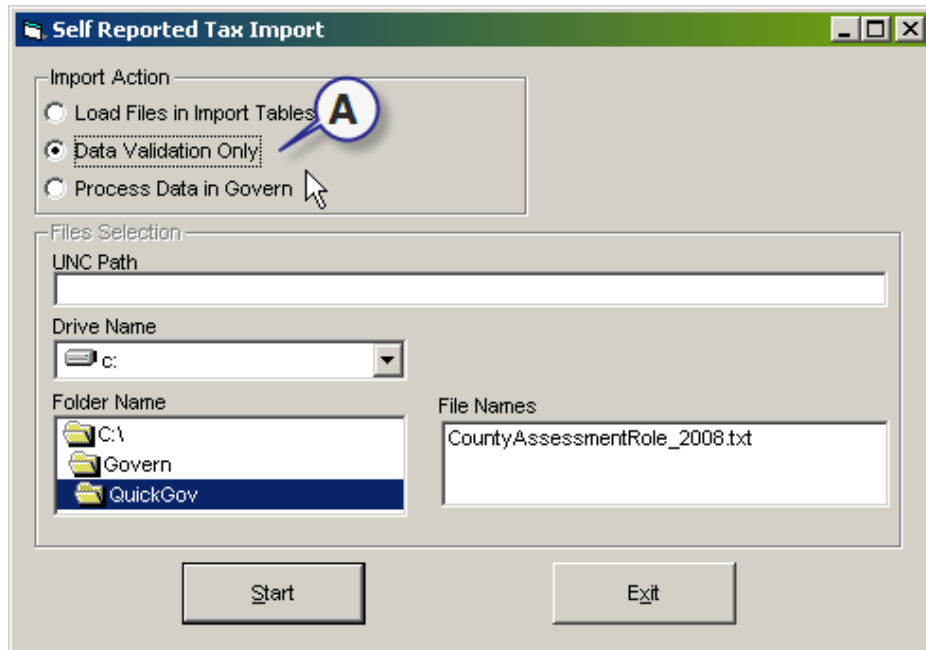 Self Reported Tax Import
Import Action
Load Files in Import Tables
A
Data Validation Only
Process Data in Govern
Files Selection
UNC Path
Drive Name
c:
Folder Name
File Names
C:\
CountyAssessmentRole_2008.txt
Govern
QuickGov
Start
Exit